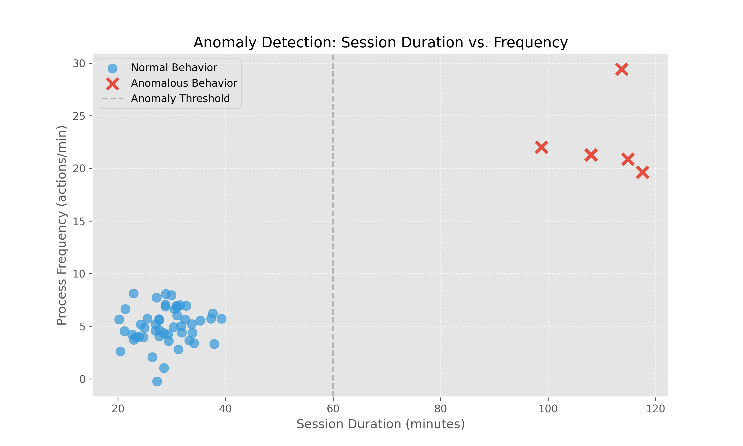 Anomaly Detection: Session Duration vs. Frequency
Normal Behavior
Anomalous Behavior
Anomaly Threshold
Process Frequency (actions/min)
30
25
20
15
10
5
0
20
40
60
80
100
120
Session Duration (minutes)